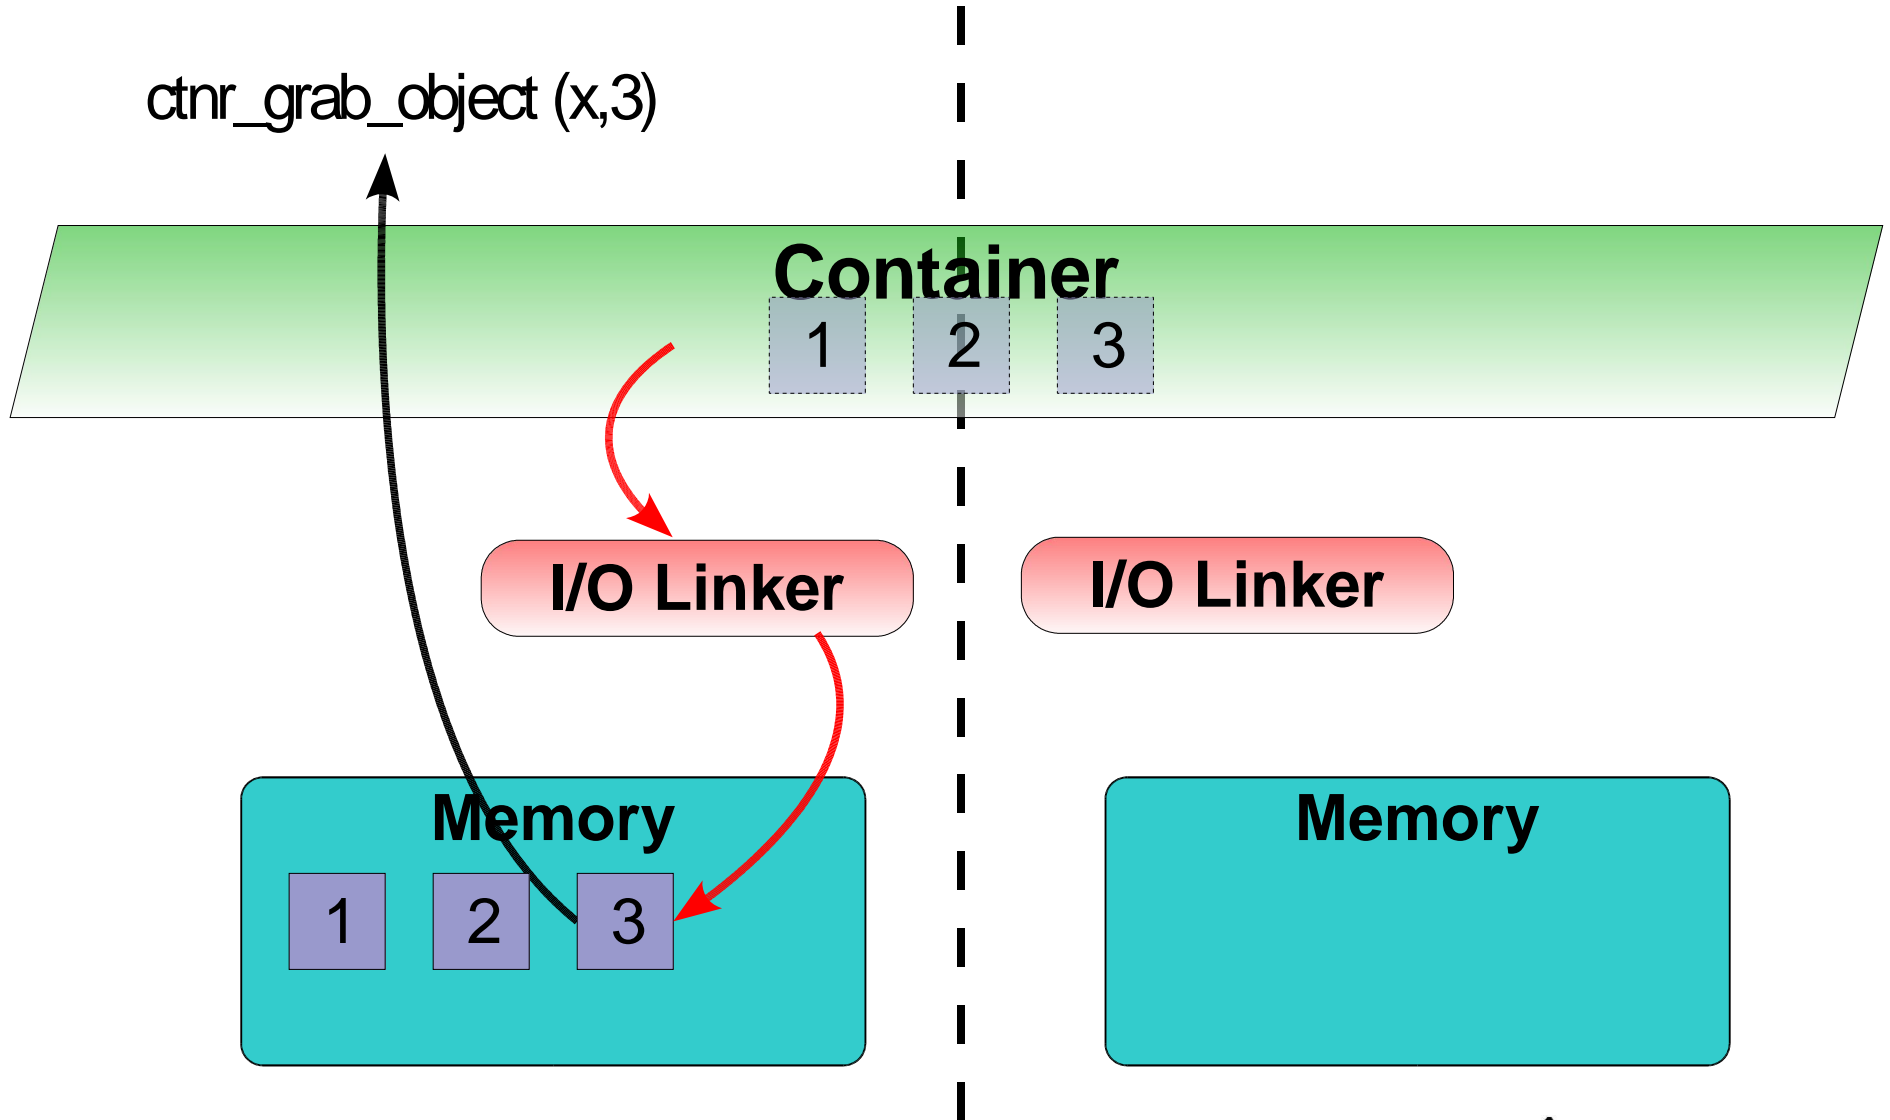 ctnr_grab_object (x,3)
Container
1 2 3
I/O Linker I/O Linker
Memory Memory
1 2 3